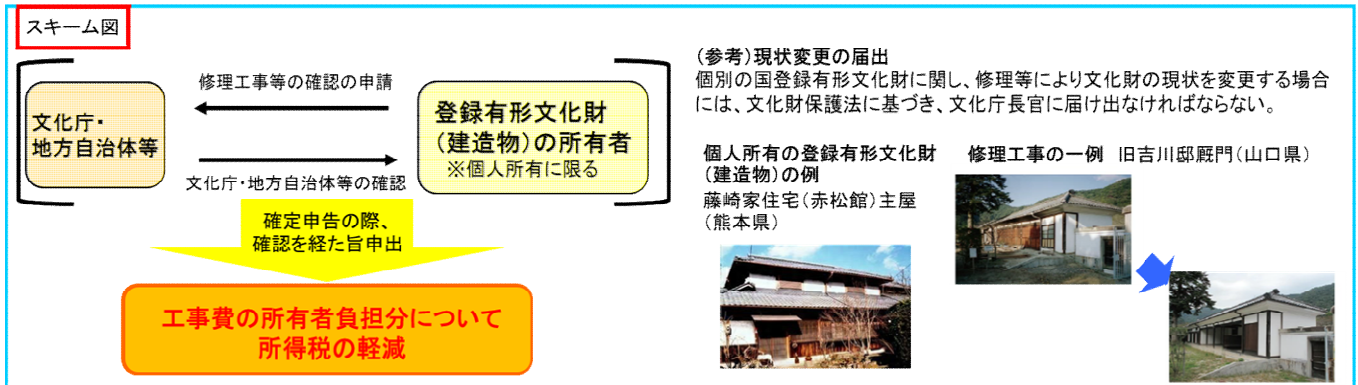 スキーム図
修理工事等の確認の申請
文化庁・
地方自治体等
登録有形文化財
(建造物)の所有者
※個人所有に限る
文化庁・地方自治体等の確認
確定申告の際、
確認を経た旨申出
工事費の所有者負担分について
所得税の軽減
(参考)現状変更の届出
個別の国登録有形文化財に関し、修理等により文化財の現状を変更する場合
には、文化財保護法に基づき、文化庁長官に届け出なければならない。
個人所有の登録有形文化財
(建造物)の例
藤崎家住宅(赤松館)主屋
(熊本県)
修理工事の一例 旧吉川邸厩門(山口県)